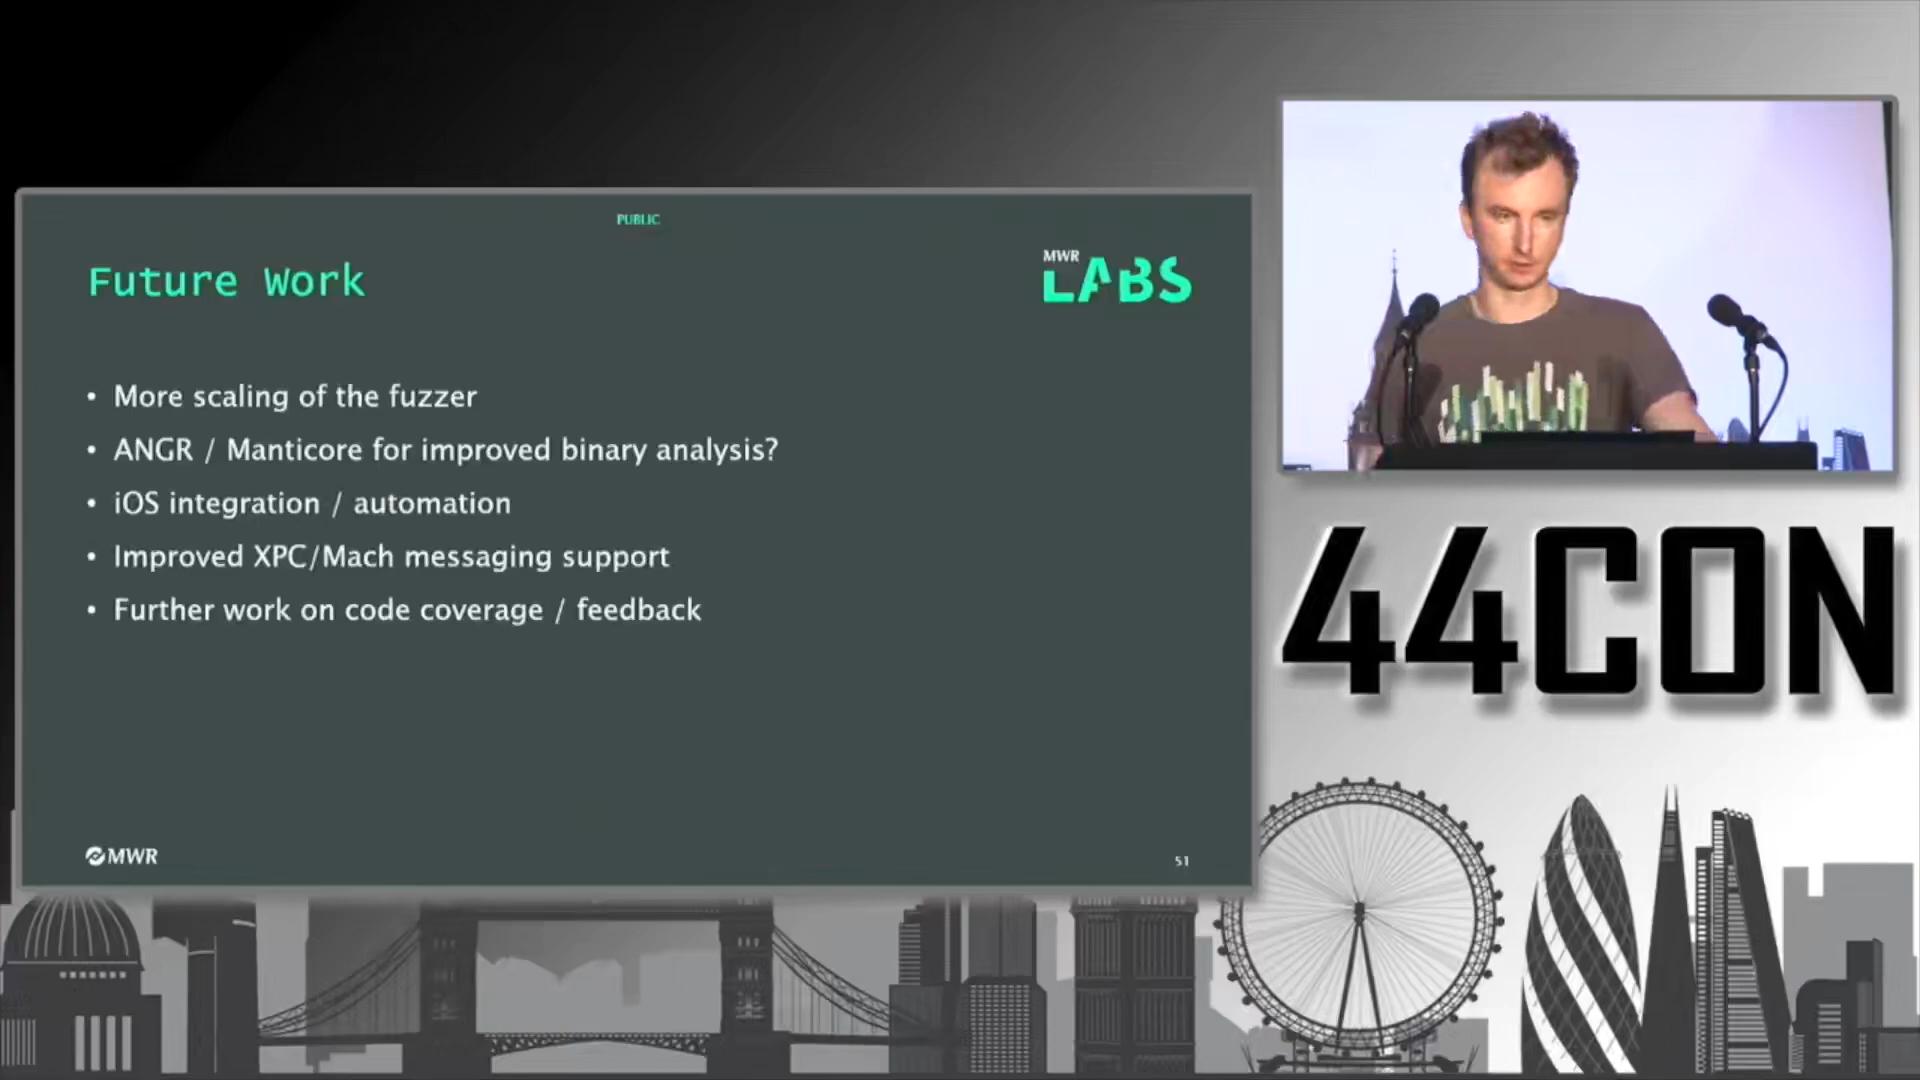 PUBLIC
Future Work
MWR
LABS
• More scaling of the fuzzer
• ANGR / Manticore for improved binary analysis?
• iOS integration / automation
• Improved XPC/Mach messaging support
• Further work on code coverage / feedback
MWR
51
44CON